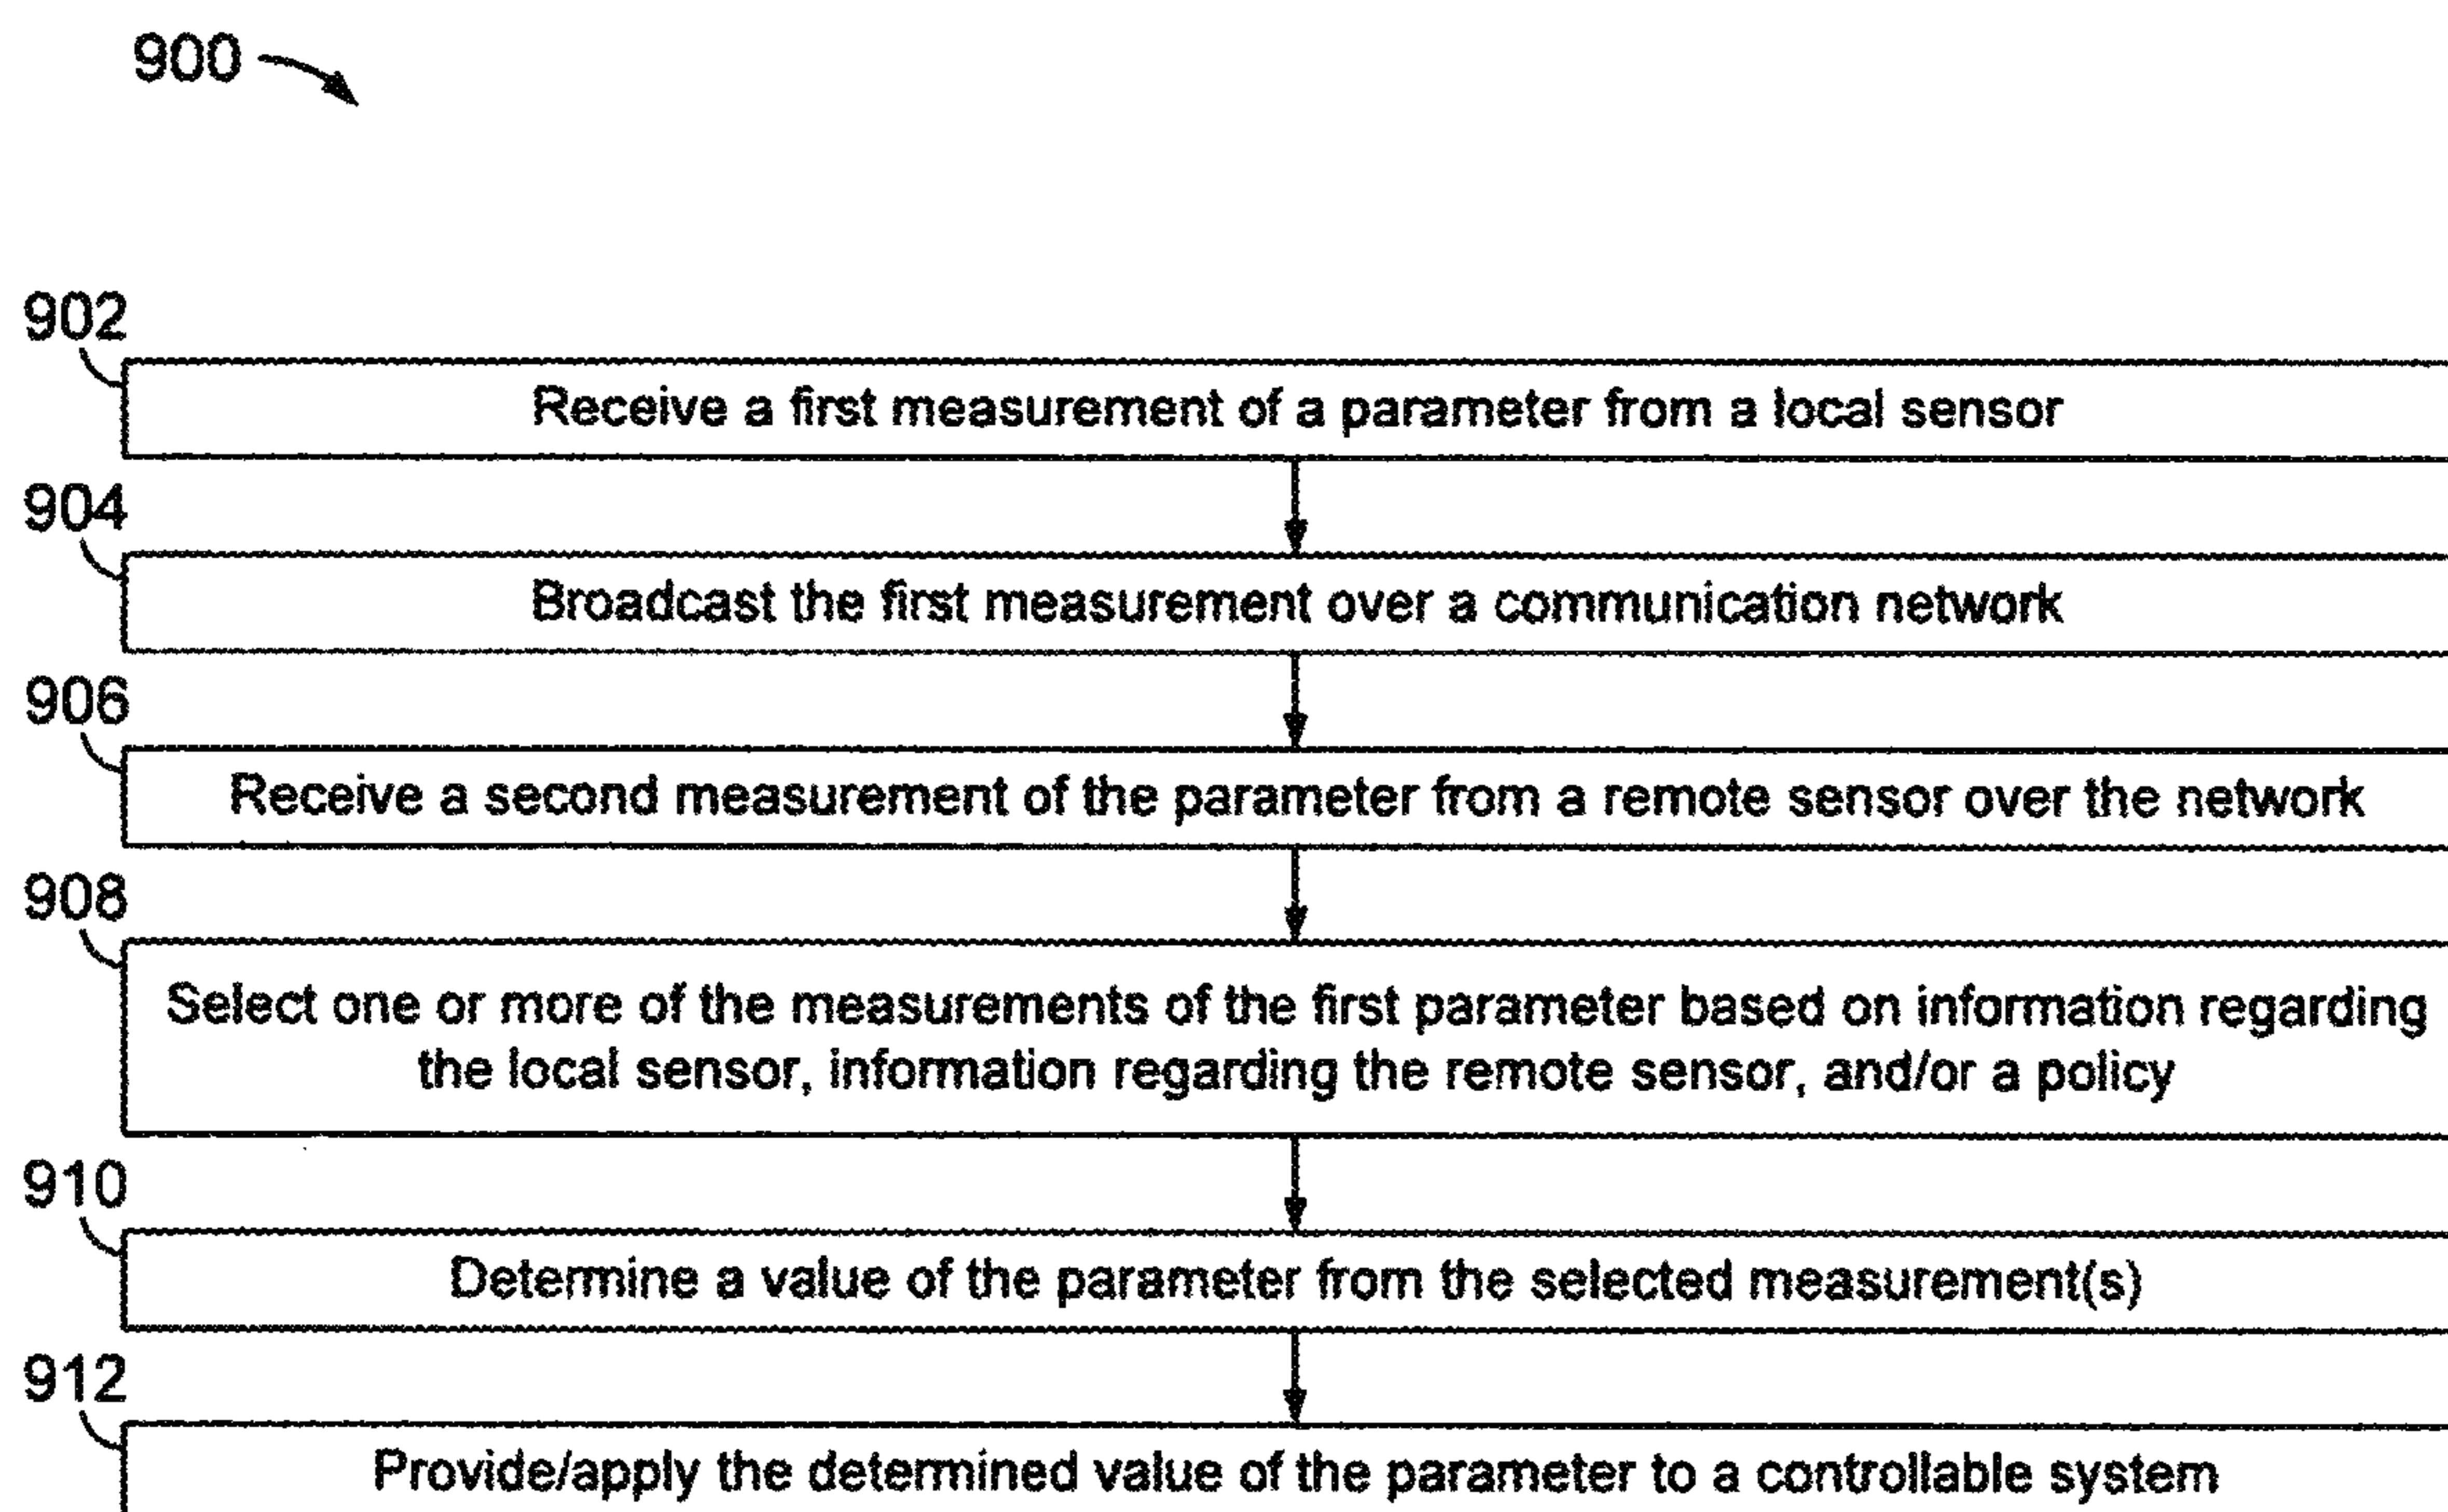 900
902
Receive a first measurement of a parameter from a local sensor
904
Broadcast the first measurement over a communication network
906
Receive a second measurement of the parameter from a remote sensor over the network
908
Select one or more of the measurements of the first parameter based on information regarding
the local sensor, information regarding the remote sensor, and/or a policy
910
Determine a value of the parameter from the selected measurement(s)
912
Provide/apply the determined value of the parameter to a controllable system